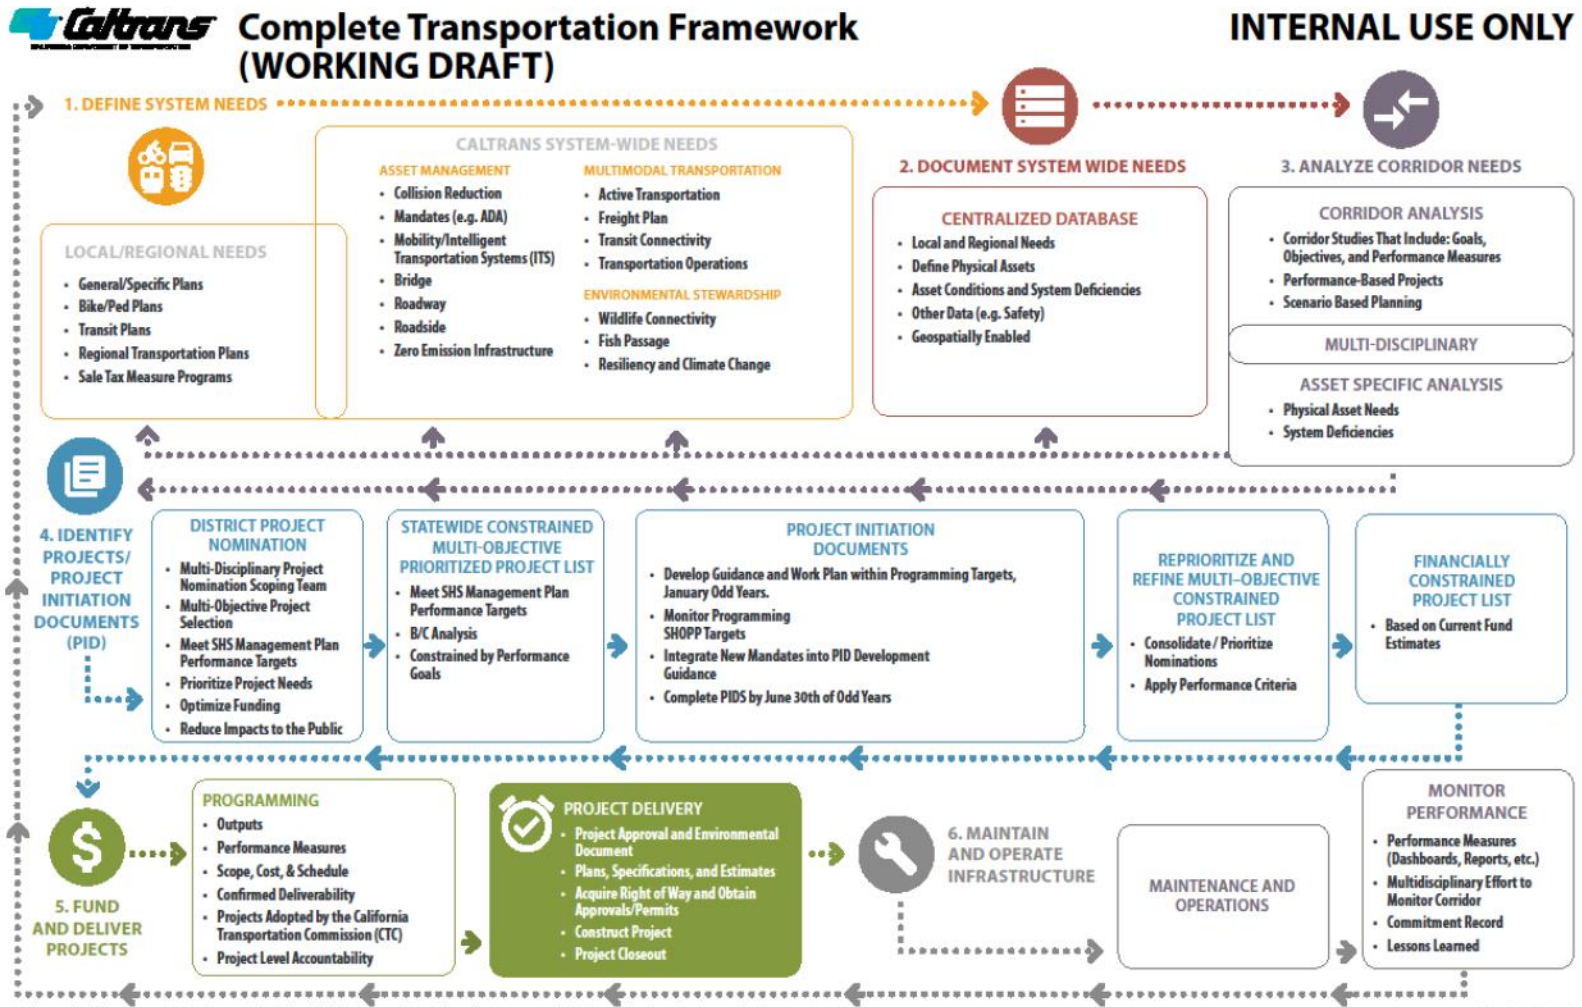 Caltrans
CALIFORNIA DEPARTMENT OF TRANSPORTATION
Complete Transportation Framework
(WORKING DRAFT)
INTERNAL USE ONLY
1. DEFINE SYSTEM NEEDS
LOCAL/REGIONAL NEEDS
• General/Specific Plans
• Bike/Ped Plans
• Transit Plans
• Regional Transportation Plans
• Sale Tax Measure Programs
CALTRANS SYSTEM-WIDE NEEDS
ASSET MANAGEMENT
• Collision Reduction
• Mandates (e.g. ADA)
• Mobility/Intelligent
Transportation Systems (ITS)
• Bridge
• Roadway
• Roadside
• Zero Emission Infrastructure
MULTIMODAL TRANSPORTATION
• Active Transportation
• Freight Plan
• Transit Connectivity
• Transportation Operations
ENVIRONMENTAL STEWARDSHIP
• Wildlife Connectivity
• Fish Passage
• Resiliency and Climate Change
2. DOCUMENT SYSTEM WIDE NEEDS
CENTRALIZED DATABASE
• Local and Regional Needs
• Define Physical Assets
• Asset Conditions and System Deficiencies
• Other Data (e.g. Safety)
• Geospatially Enabled
3. ANALYZE CORRIDOR NEEDS
CORRIDOR ANALYSIS
• Corridor Studies That Include: Goals,
Objectives, and Performance Measures
• Performance-Based Projects
• Scenario Based Planning
MULTI-DISCIPLINARY
ASSET SPECIFIC ANALYSIS
• Physical Asset Needs
• System Deficiencies
4. IDENTIFY
PROJECTS/
PROJECT
INITIATION
DOCUMENTS
(PID)
DISTRICT PROJECT
NOMINATION
• Multi-Disciplinary Project
Nomination Scoping Team
• Multi-Objective Project
Selection
• Meet SHS Management Plan
Performance Targets
• Prioritize Project Needs
• Optimize Funding
• Reduce Impacts to the Public
STATEWIDE CONSTRAINED
MULTI-OBJECTIVE
PRIORITIZED PROJECT LIST
• Meet SHS Management Plan
Performance Targets
• B/C Analysis
• Constrained by Performance
Goals
PROJECT INITIATION
DOCUMENTS
• Develop Guidance and Work Plan within Programming Targets,
January Odd Years.
• Monitor Programming
SHOPP Targets
• Integrate New Mandates into PID Development
Guidance
• Complete PIDS by June 30th of Odd Years
REPRIORITIZE AND
REFINE MULTI–OBJECTIVE
CONSTRAINED
PROJECT LIST
• Consolidate / Prioritize
Nominations
• Apply Performance Criteria
FINANCIALLY
CONSTRAINED
PROJECT LIST
• Based on Current Fund
Estimates
$
5. FUND
AND DELIVER
PROJECTS
PROGRAMMING
• Outputs
• Performance Measures
• Scope, Cost, & Schedule
• Confirmed Deliverability
• Projects Adopted by the California
Transportation Commission (CTC)
• Project Level Accountability
PROJECT DELIVERY
• Project Approval and Environmental
Document
• Plans, Specifications, and Estimates
• Acquire Right of Way and Obtain
Approvals/Permits
• Construct Project
• Project Closeout
6. MAINTAIN
AND OPERATE
INFRASTRUCTURE
MAINTENANCE AND
OPERATIONS
MONITOR
PERFORMANCE
• Performance Measures
(Dashboards, Reports, etc.)
• Multidisciplinary Effort to
Monitor Corridor
• Commitment Record
• Lessons Learned